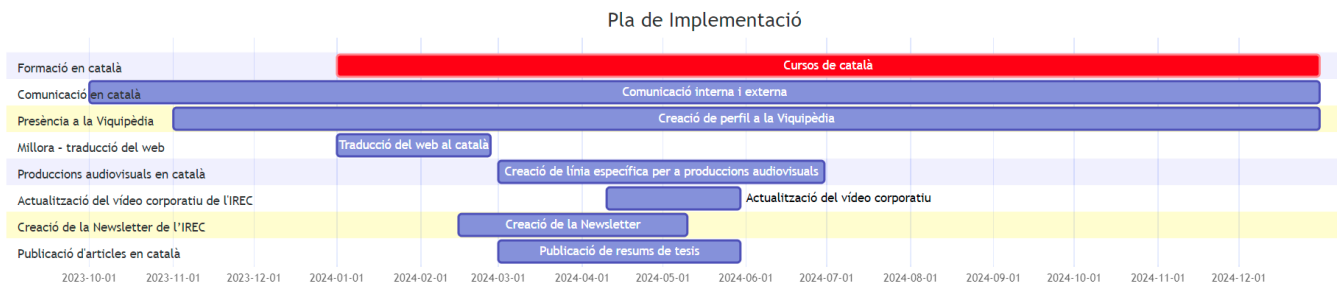 Pla de Implementació
Formació en català
Cursos de català
Comunicació en català
Comunicació interna i externa
Presència a la Viquipèdia
Creació de perfil a la Viquipèdia
Millora - traducció del web
Traducció del web al català
Produccions audiovisuals en català
Creació de línia específica per a produccions audiovisuals
Actualització del vídeo corporatiu de l'IREC
Actualització del vídeo corporatiu
Creació de la Newsletter de l'IREC
Creació de la Newsletter
Publicació d'articles en català
Publicació de resums de tesis
2023-10-01 2023-11-01 2023-12-01 2024-01-01 2024-02-01 2024-03-01 2024-04-01 2024-05-01 2024-06-01 2024-07-01 2024-08-01 2024-09-01 2024-10-01 2024-11-01 2024-12-01